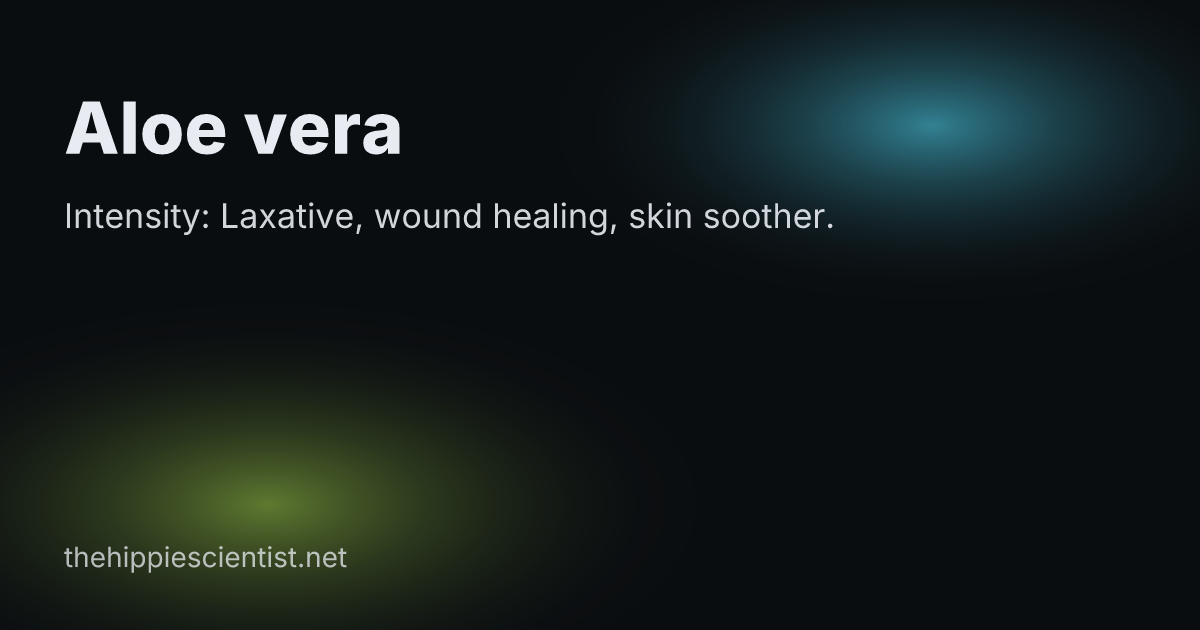 Aloe vera
Intensity: Laxative, wound healing, skin soother.
thehippiescientist.net